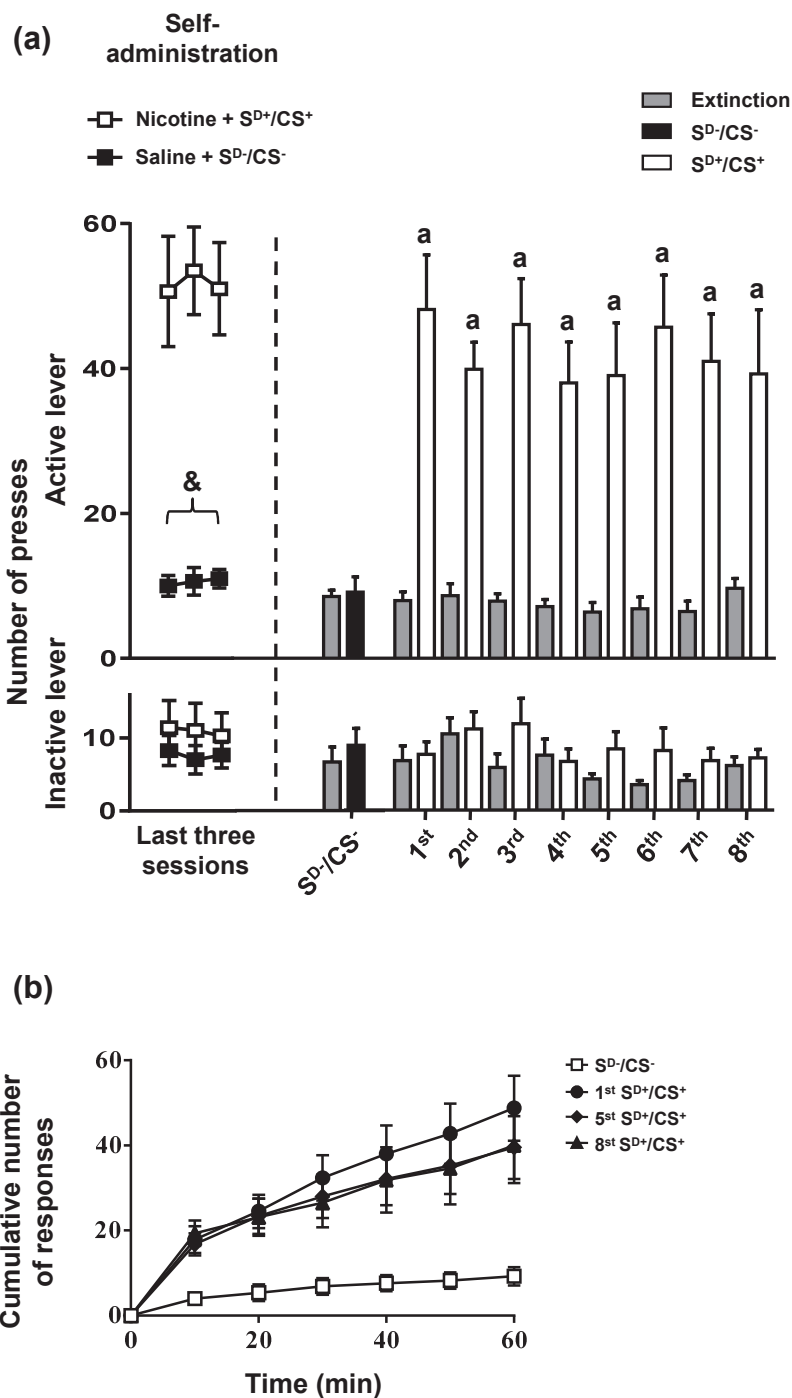 (a)
Self-
administration
Nicotine + Sᴰ⁺/CS⁺
Saline + Sᴰ⁻/CS⁻
Extinction
Sᴰ⁻/CS⁻
Sᴰ⁺/CS⁺
Number of presses
Active lever
Inactive lever
60
40
20
0
10
0
&
a a a a a a a a
Last three
sessions
Sᴰ⁻/CS⁻
1ˢᵗ 2ⁿᵈ 3ʳᵈ 4ᵗʰ 5ᵗʰ 6ᵗʰ 7ᵗʰ 8ᵗʰ
(b)
Cumulative number
of responses
60
40
20
0
0 20 40 60
Time (min)
Sᴰ⁻/CS⁻
1ˢᵗ Sᴰ⁺/CS⁺
5ˢᵗ Sᴰ⁺/CS⁺
8ˢᵗ Sᴰ⁺/CS⁺